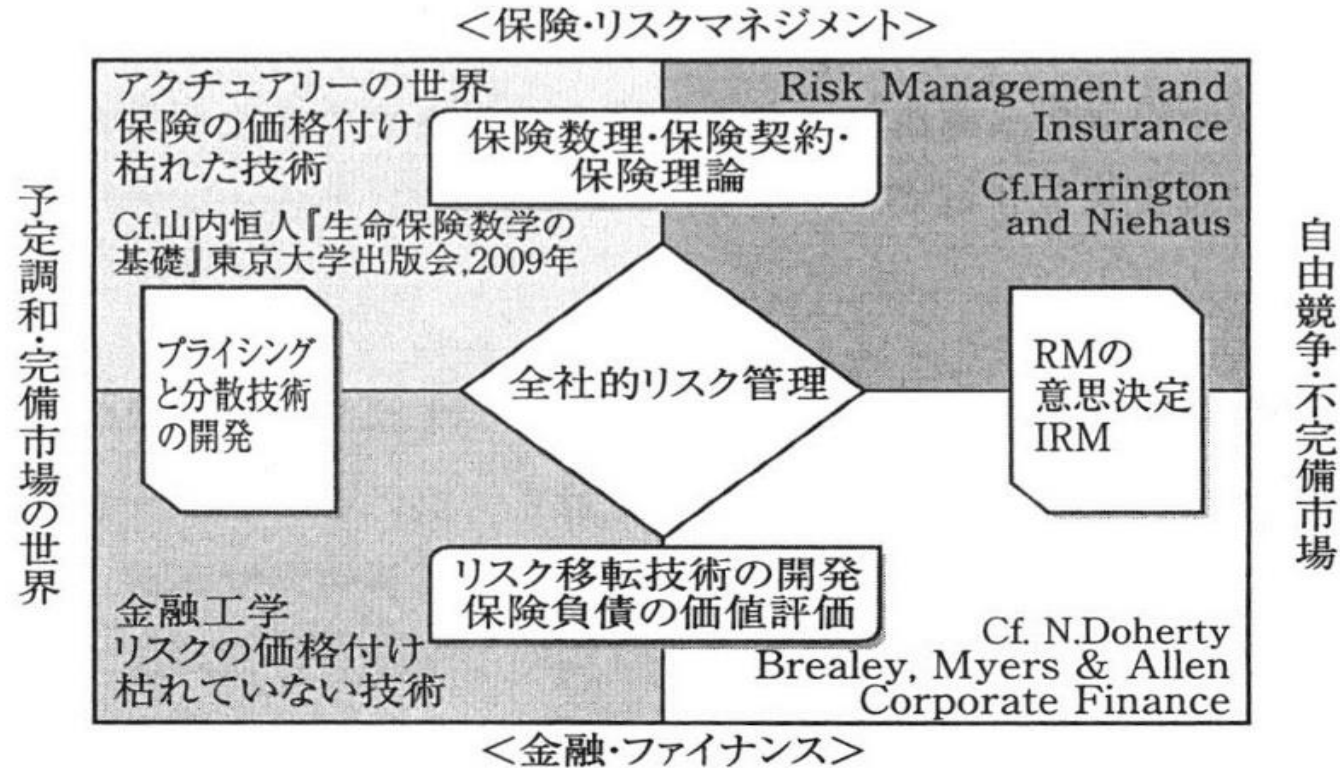 <保険・リスクマネジメント>
アクチュアリーの世界
保険の価格付け
枯れた技術
Cf.山内恒人『生命保険数学の
基礎』東京大学出版会,2009年
Risk Management and
Insurance
Cf.Harrington
and Niehaus
保険数理・保険契約・
保険理論
予定調和・完備市場の世界
プライシング
と分散技術
の開発
全社的リスク管理
RMの
意思決定
IRM
自由競争・不完備市場
リスク移転技術の開発
保険負債の価値評価
金融工学
リスクの価格付け
枯れていない技術
Cf. N.Doherty
Brealey, Myers & Allen
Corporate Finance
<金融・ファイナンス>